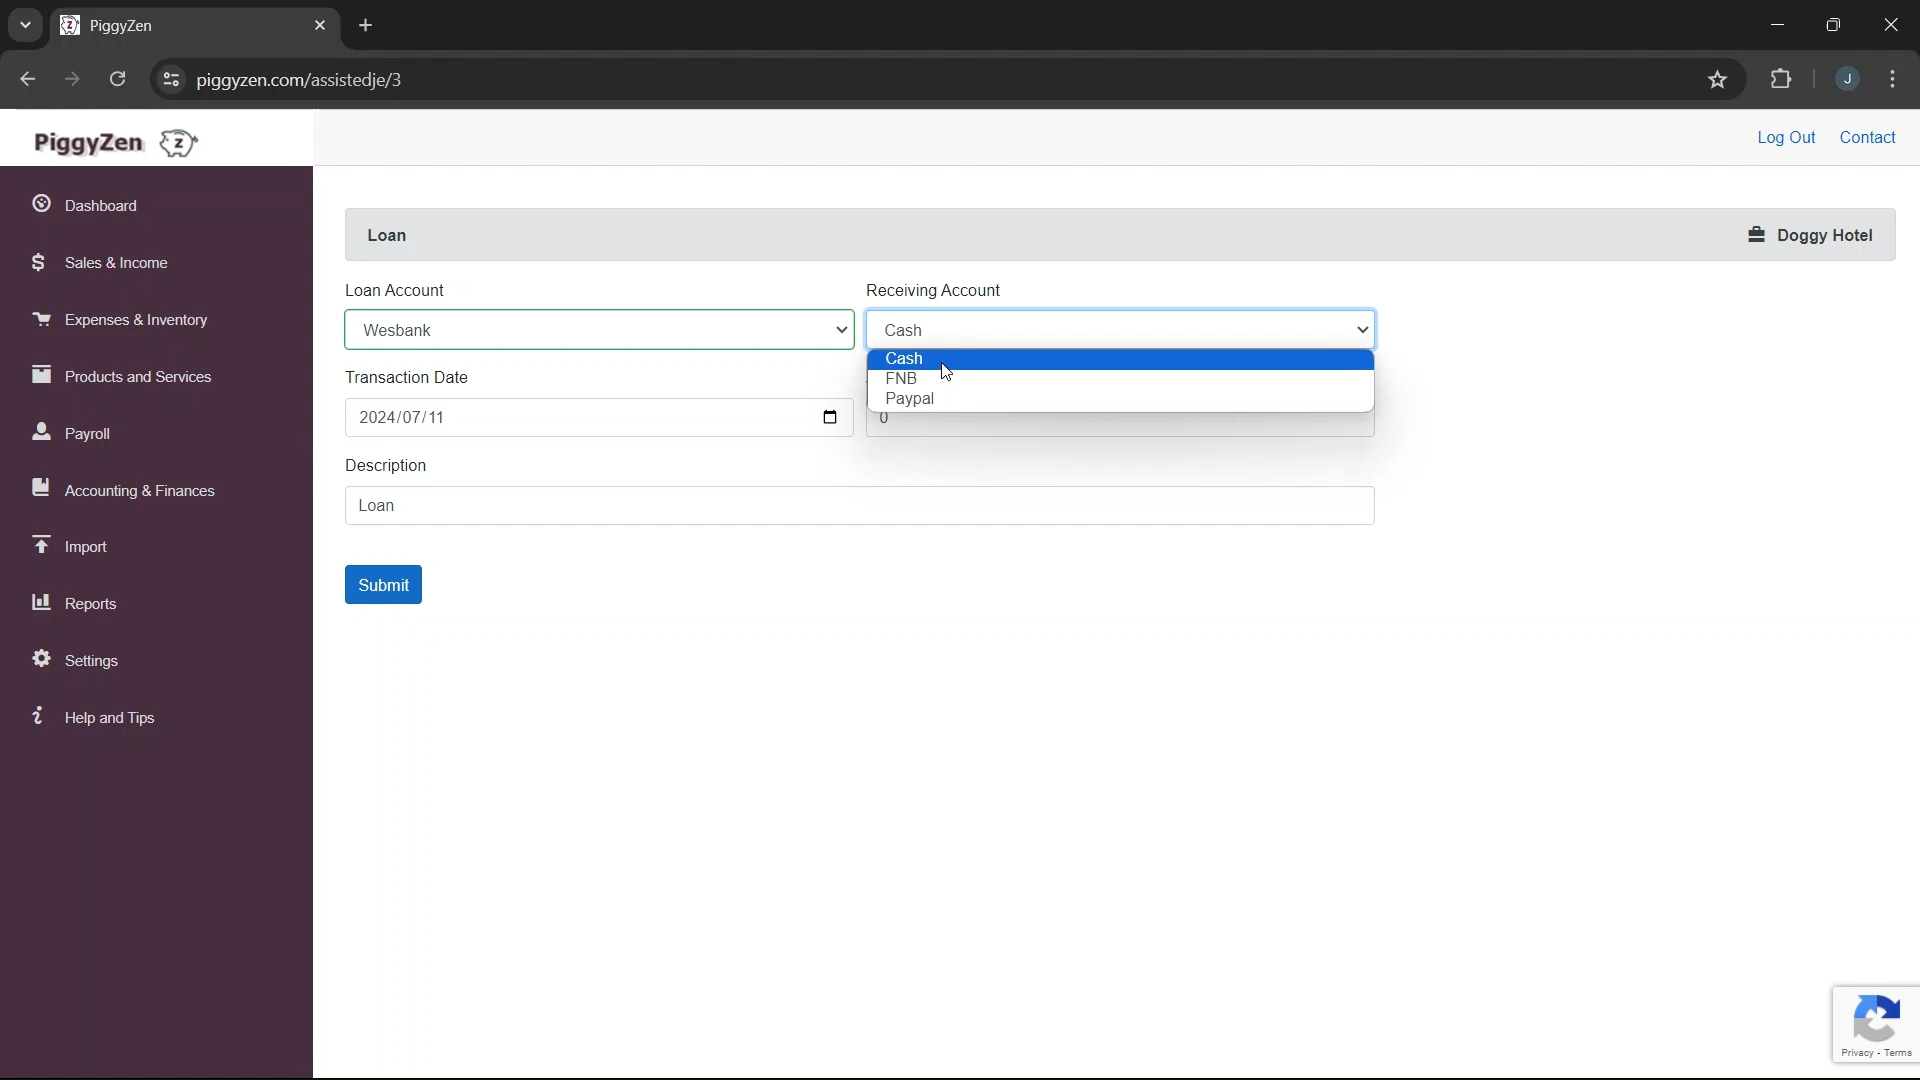 PiggyZen
piggyzen.com/assistedje/3
J
PiggyZen Z
Log Out Contact
Dashboard
Sales & Income
Expenses & Inventory
Products and Services
Payroll
Accounting & Finances
Import
Reports
Settings
Help and Tips
Loan Doggy Hotel
Loan Account Receiving Account
Wesbank Cash
Cash
FNB
Paypal
Transaction Date
2024/07/11 0
Description
Loan
Submit
Privacy - Terms